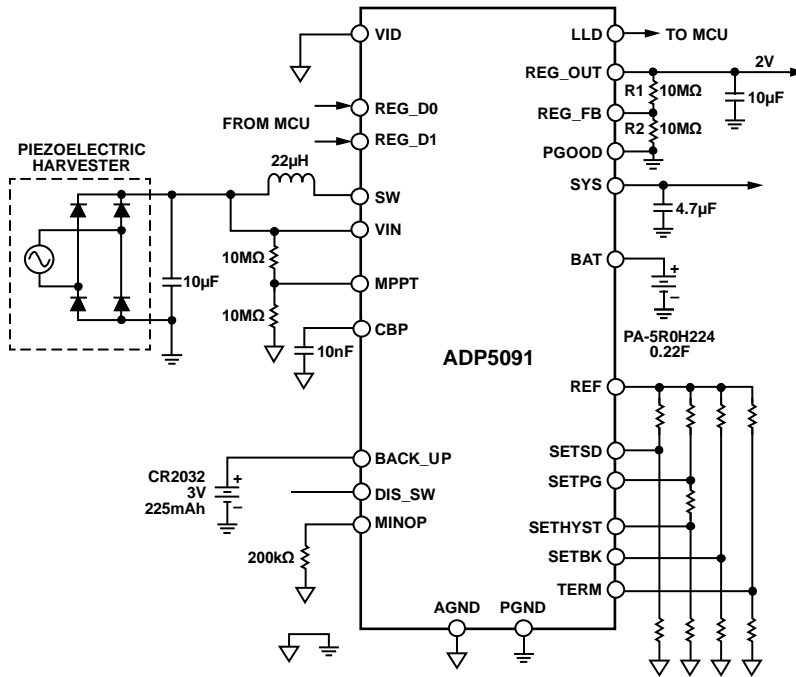 VID
REG_D0
FROM MCU
REG_D1
PIEZOELECTRIC
HARVESTER
22µH
SW
VIN
10MΩ
10µF
MPPT
10MΩ
CBP
10nF
ADP5091
BACK_UP
CR2032
3V
225mAh
+
–
DIS_SW
MINOP
200kΩ
AGND
PGND
LLD
TO MCU
REG_OUT
2V
R1 10MΩ
10µF
REG_FB
R2 10MΩ
PGOOD
SYS
4.7µF
BAT
+
–
PA-5R0H224
0.22F
REF
SETSD
SETPG
SETHYST
SETBK
TERM